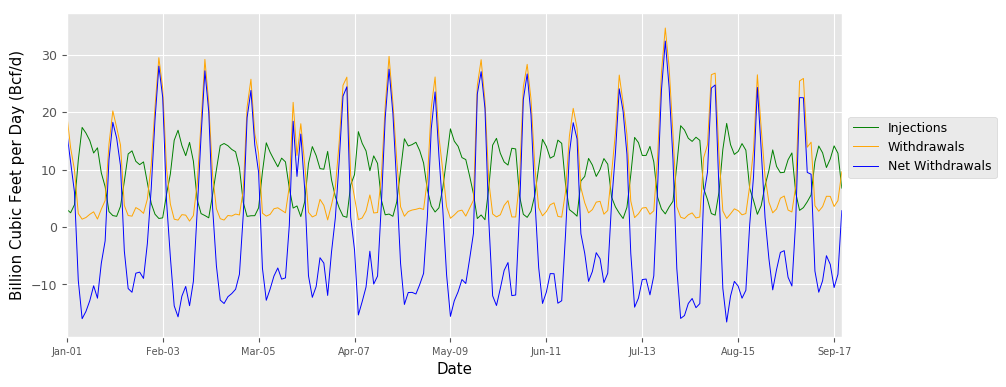 Billion Cubic Feet per Day (Bcf/d)
30
20
10
0
−10
Jan-01 Feb-03 Mar-05 Apr-07 May-09 Jun-11 Jul-13 Aug-15 Sep-17
Date
Injections
Withdrawals
Net Withdrawals